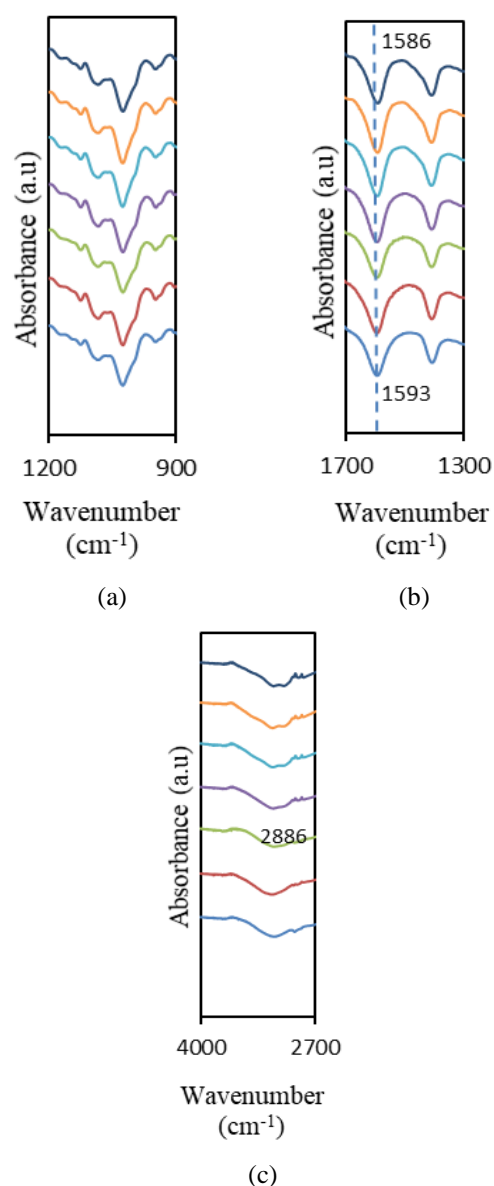 Absorbance (a.u)
1200
900
Wavenumber
(cm-1)
(a)
Absorbance (a.u)
1586
1593
1700
1300
Wavenumber
(cm-1)
(b)
Absorbance (a.u)
2886
4000
2700
Wavenumber
(cm-1)
(c)